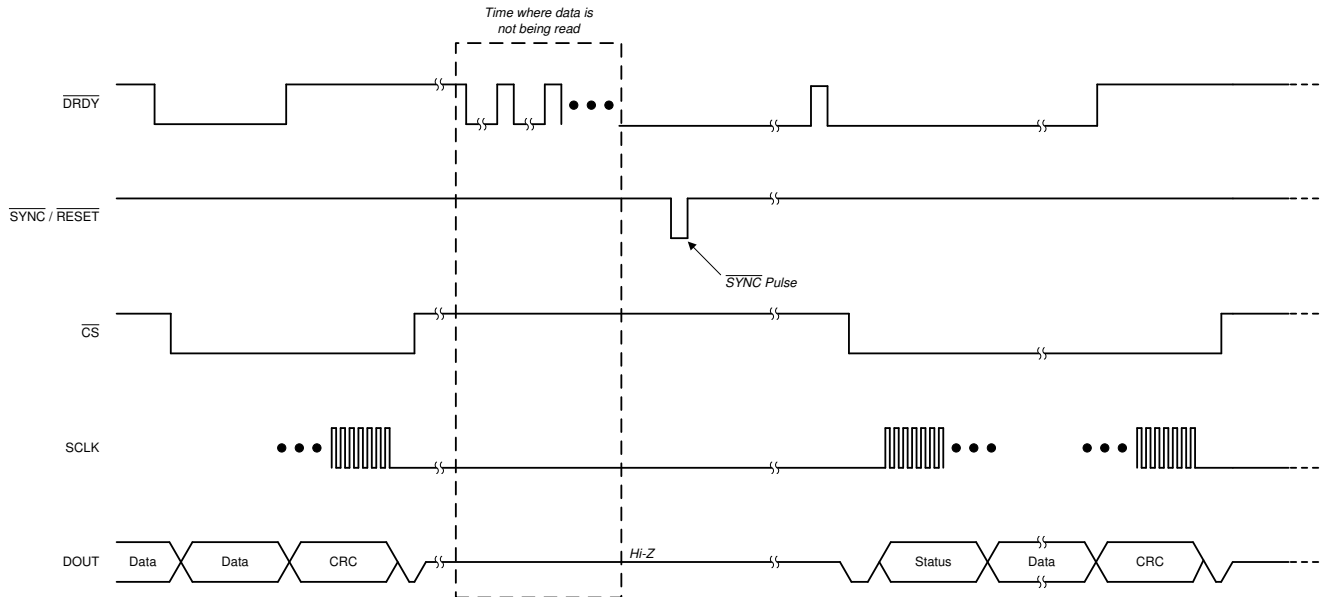 Time where data is
not being read
DRDY
SYNC / RESET
SYNC Pulse
CS
SCLK
DOUT
Data
Data
CRC
Hi-Z
Status
Data
CRC